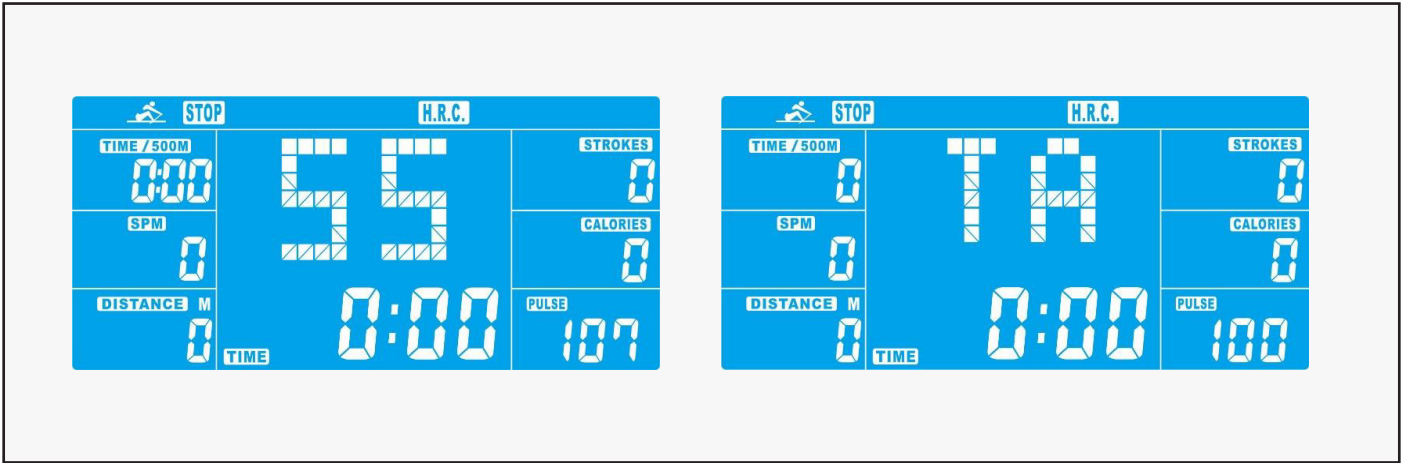 STOP H.R.C.
TIME / 500M
0:00
SPM
0
DISTANCE M
0
55
TIME
0:00
STROKES
0
CALORIES
0
PULSE
107
STOP H.R.C.
TIME / 500M
0
SPM
0
DISTANCE M
0
TA
TIME
0:00
STROKES
0
CALORIES
0
PULSE
100